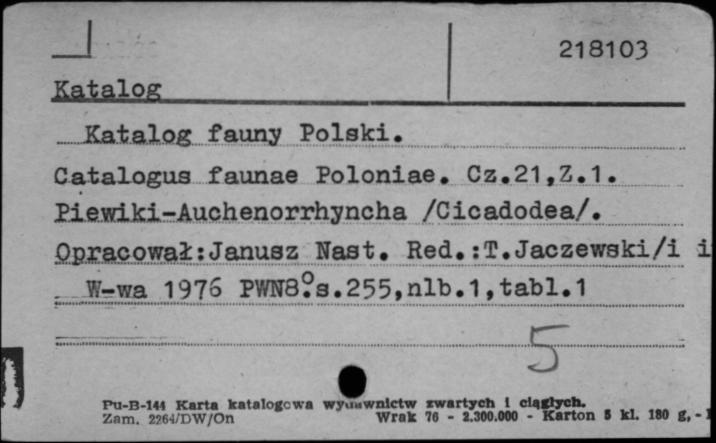 218103
Katalog
Katalog fauny Polski.
Catalogus faunae Poloniae. Cz.21,Z.1.
Piewiki-Auchenorrhyncha /Cicadodea/.
Opracował:Janusz Nast. Red.:T.Jaczewski/i i
W-wa 1976 PWN8° s.255,nlb.1,tabl.1
5
Pu-B-144 Karta katalogowa wydawnictw zwartych i ciągłych.
Zam. 2264/DW/On Wrak 76 - 2.300.000 - Karton 5 kl. 180 g, -